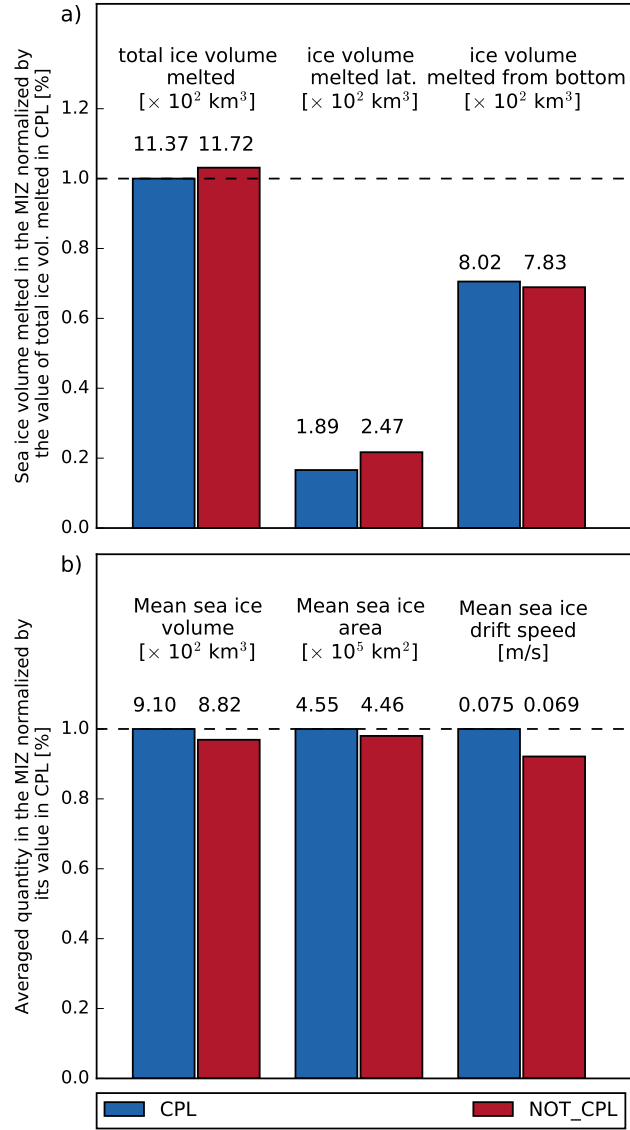 a)
total ice volume
melted
[× 10² km³]
ice volume
melted lat.
[× 10² km³]
ice volume
melted from bottom
[× 10² km³]
Sea ice volume melted in the MIZ normalized by
the value of total ice vol. melted in CPL [%]
1.2
1.0
0.8
0.6
0.4
0.2
0.0
11.37 11.72
1.89 2.47
8.02 7.83
b)
Mean sea ice
volume
[× 10² km³]
Mean sea ice
area
[× 10⁵ km²]
Mean sea ice
drift speed
[m/s]
Averaged quantity in the MIZ normalized by
its value in CPL [%]
9.10 8.82
4.55 4.46
0.075 0.069
1.0
0.8
0.6
0.4
0.2
0.0
CPL
NOT_CPL